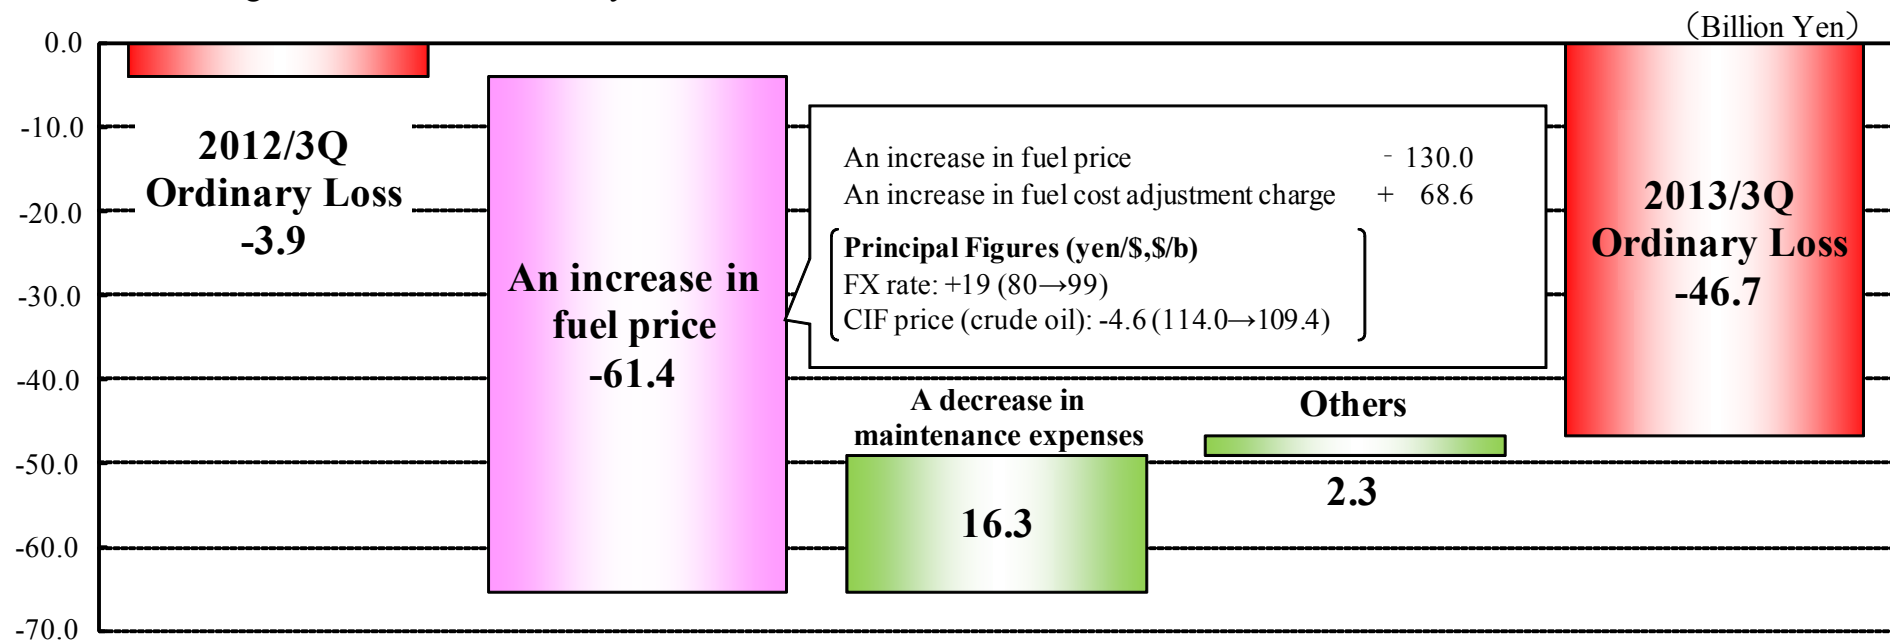 （Billion Yen）
0.0
-10.0
-20.0
-30.0
-40.0
-50.0
-60.0
-70.0
2012/3Q
Ordinary Loss
-3.9
An increase in
fuel price
-61.4
An increase in fuel price - 130.0
An increase in fuel cost adjustment charge + 68.6
Principal Figures (yen/$,$/b)
FX rate: +19 (80→99)
CIF price (crude oil): -4.6 (114.0→109.4)
A decrease in
maintenance expenses
16.3
Others
2.3
2013/3Q
Ordinary Loss
-46.7